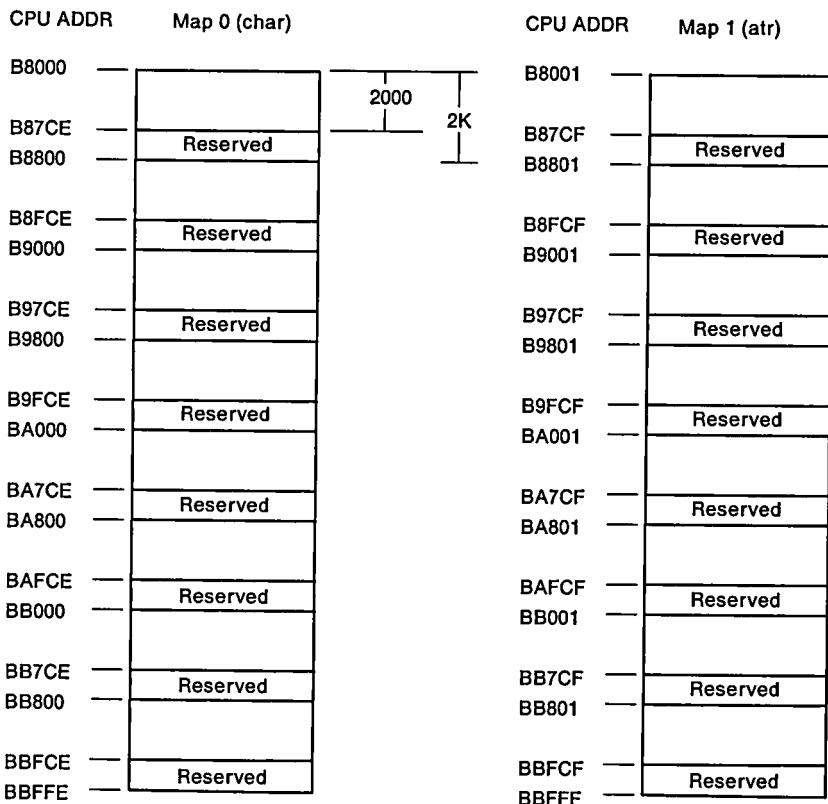 CPU ADDR Map 0 (char)
B8000
2000
2K
B87CE
Reserved
B8800
B8FCE
Reserved
B9000
B97CE
Reserved
B9800
B9FCE
Reserved
BA000
BA7CE
Reserved
BA800
BAFCE
Reserved
BB000
BB7CE
Reserved
BB800
BBFCE
Reserved
BBFFE
CPU ADDR Map 1 (atr)
B8001
B87CF
Reserved
B8801
B8FCF
Reserved
B9001
B97CF
Reserved
B9801
B9FCF
Reserved
BA001
BA7CF
Reserved
BA801
BAFCF
Reserved
BB001
BB7CF
Reserved
BB801
BBFCF
Reserved
BBFFF